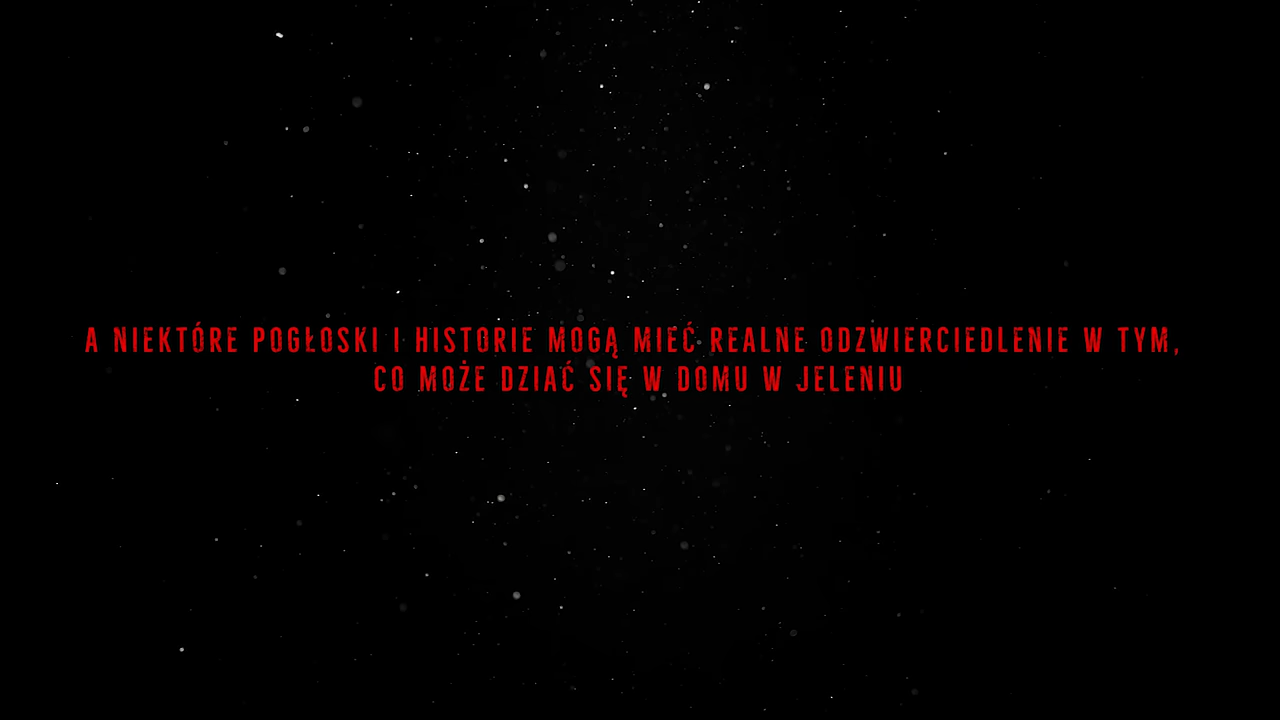 A NIEKTÓRE POGŁOSKI I HISTORIE MOGĄ MIEĆ REALNE ODZWIERCIEDLENIE W TYM,
CO MOŻE DZIAĆ SIĘ W DOMU W JELENIU